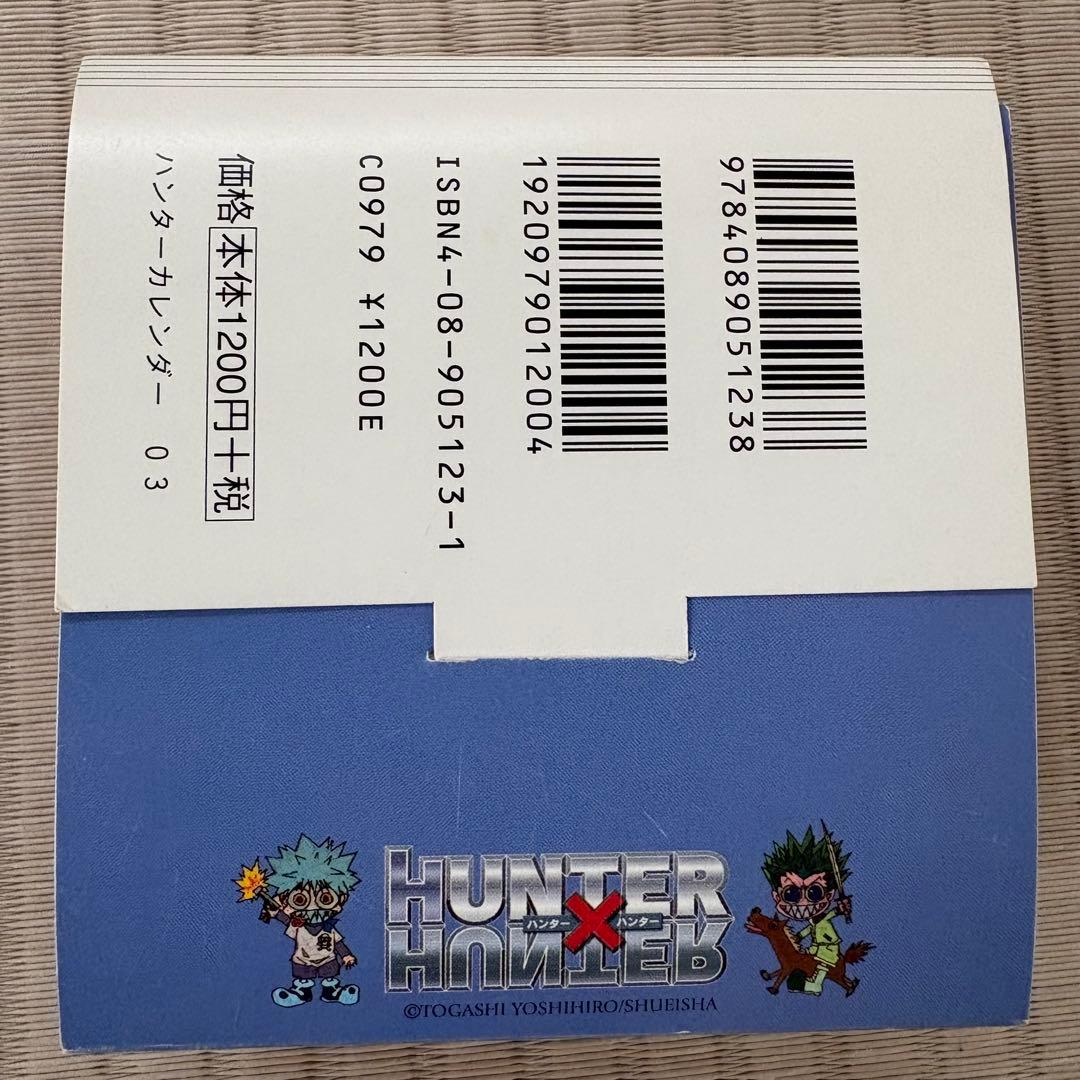 9784089051238
1920979012004
ISBN4-08-905123-1
C0979 ¥1200E
価格 本体1200円+税
ハンターカレンダー 03
HUNTER
ハンター×ハンター
HUNTER
©TOGASHI YOSHIHIRO/SHUEISHA